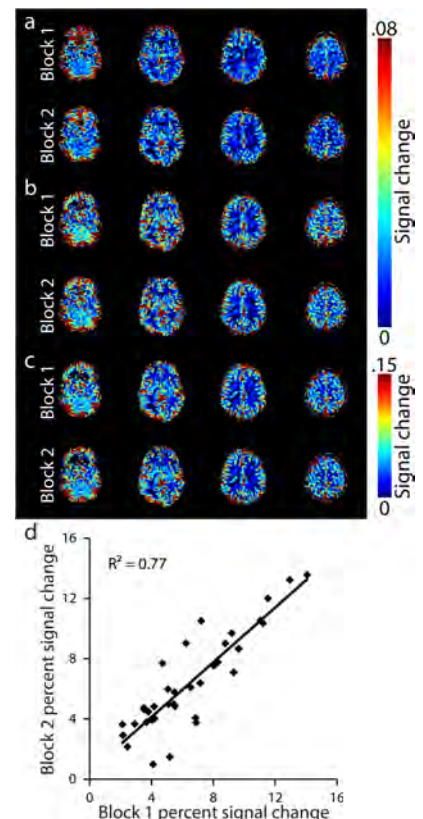 a
Block 1
Block 2
b
Block 1
Block 2
c
Block 1
Block 2
.08
Signal change
0
.15
Signal change
0
d
R² = 0.77
16
12
8
4
0
Block 2 percent signal change
0 4 8 12 16
Block 1 percent signal change